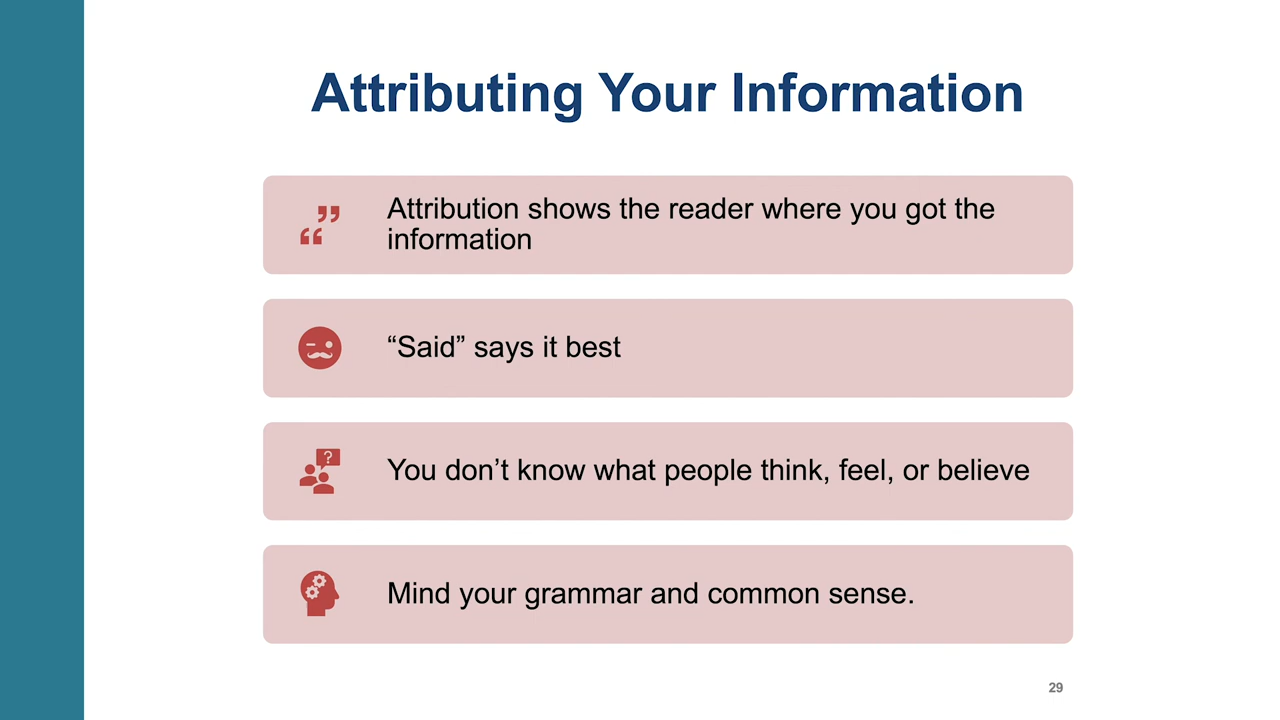 Attributing Your Information
Attribution shows the reader where you got the
information
“Said” says it best
?
You don’t know what people think, feel, or believe
Mind your grammar and common sense.
29